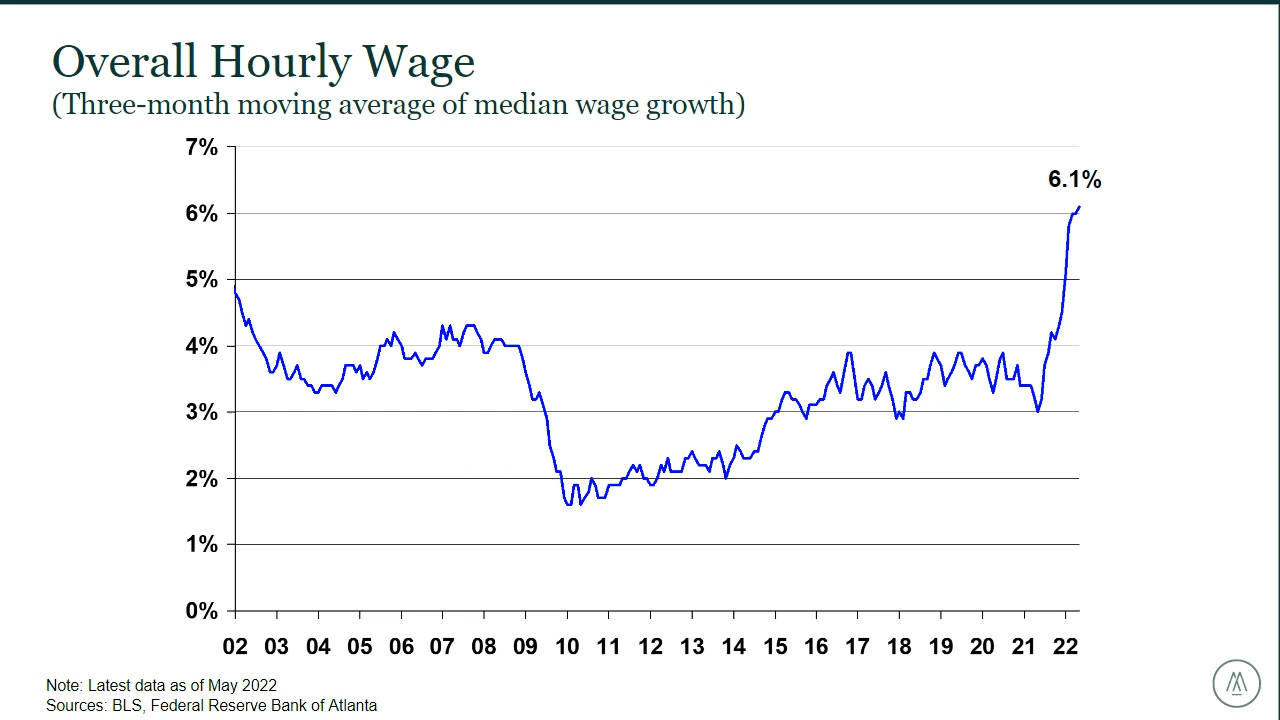 Overall Hourly Wage
(Three-month moving average of median wage growth)
7%
6.1%
6%
5%
4%
3%
2%
1%
0%
02 03 04 05 06 07 08 09 10 11 12 13 14 15 16 17 18 19 20 21 22
Note: Latest data as of May 2022
Sources: BLS, Federal Reserve Bank of Atlanta